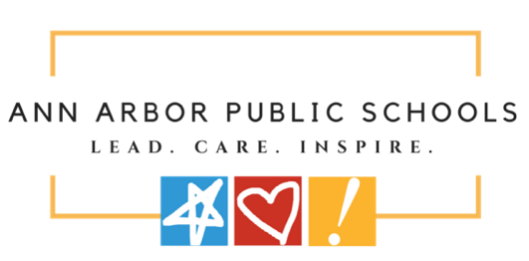 ANN ARBOR PUBLIC SCHOOLS
LEAD. CARE. INSPIRE.
!